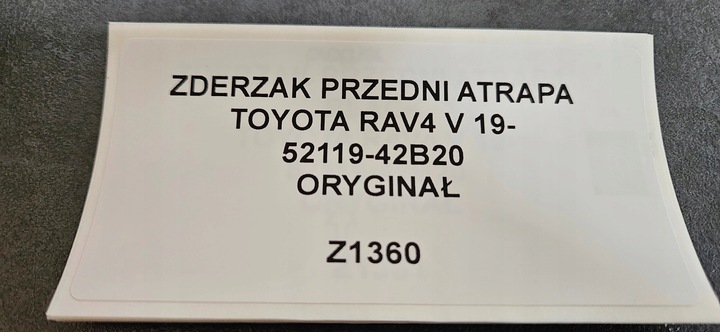 ZDERZAK PRZEDNI ATRAPA
TOYOTA RAV4 V 19-
52119-42B20
ORYGINAŁ
Z1360